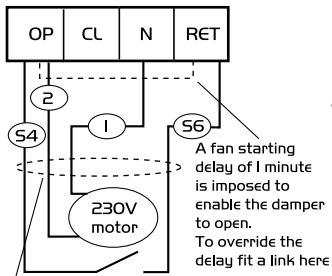 OP CL N RET
2
S4 1 S6
A fan starting
delay of 1 minute
is imposed to
enable the damper
to open.
To override the
delay fit a link here
230V
motor